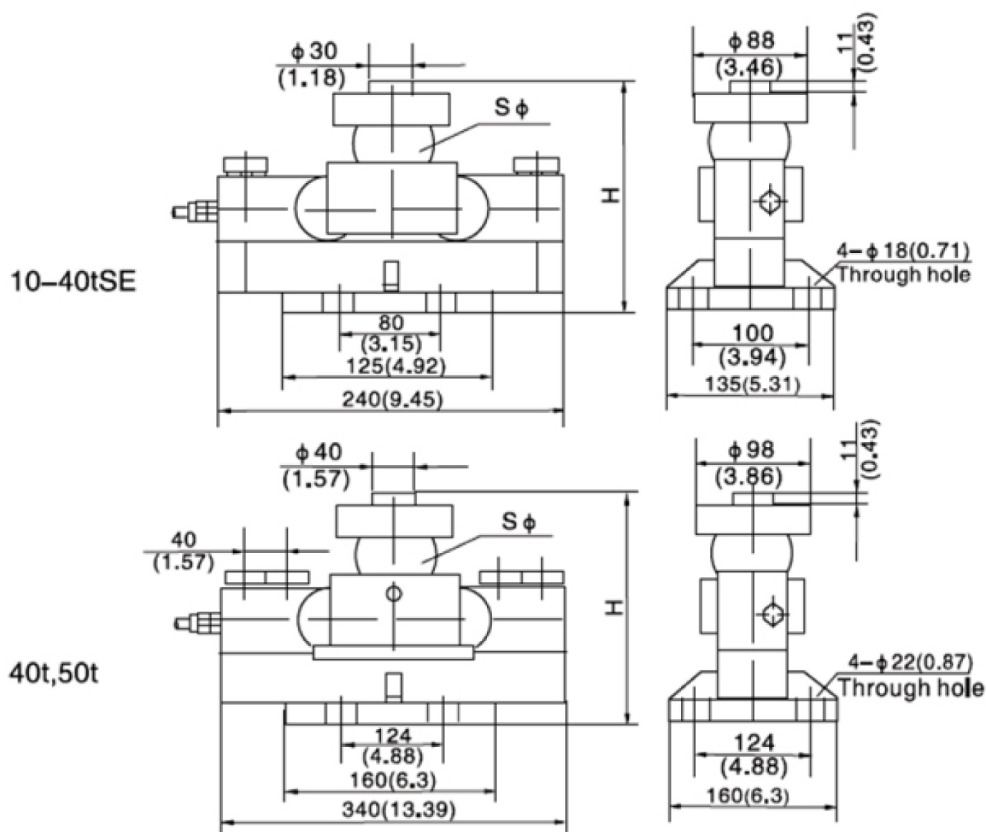 ϕ30
(1.18)
Sϕ
H
ϕ88
(3.46)
11
(0.43)
10–40tSE
4-ϕ18(0.71)
Through hole
80
(3.15)
125(4.92)
240(9.45)
100
(3.94)
135(5.31)
ϕ40
(1.57)
40
(1.57)
Sϕ
H
ϕ98
(3.86)
11
(0.43)
40t,50t
4-ϕ22(0.87)
Through hole
124
(4.88)
160(6.3)
340(13.39)
124
(4.88)
160(6.3)